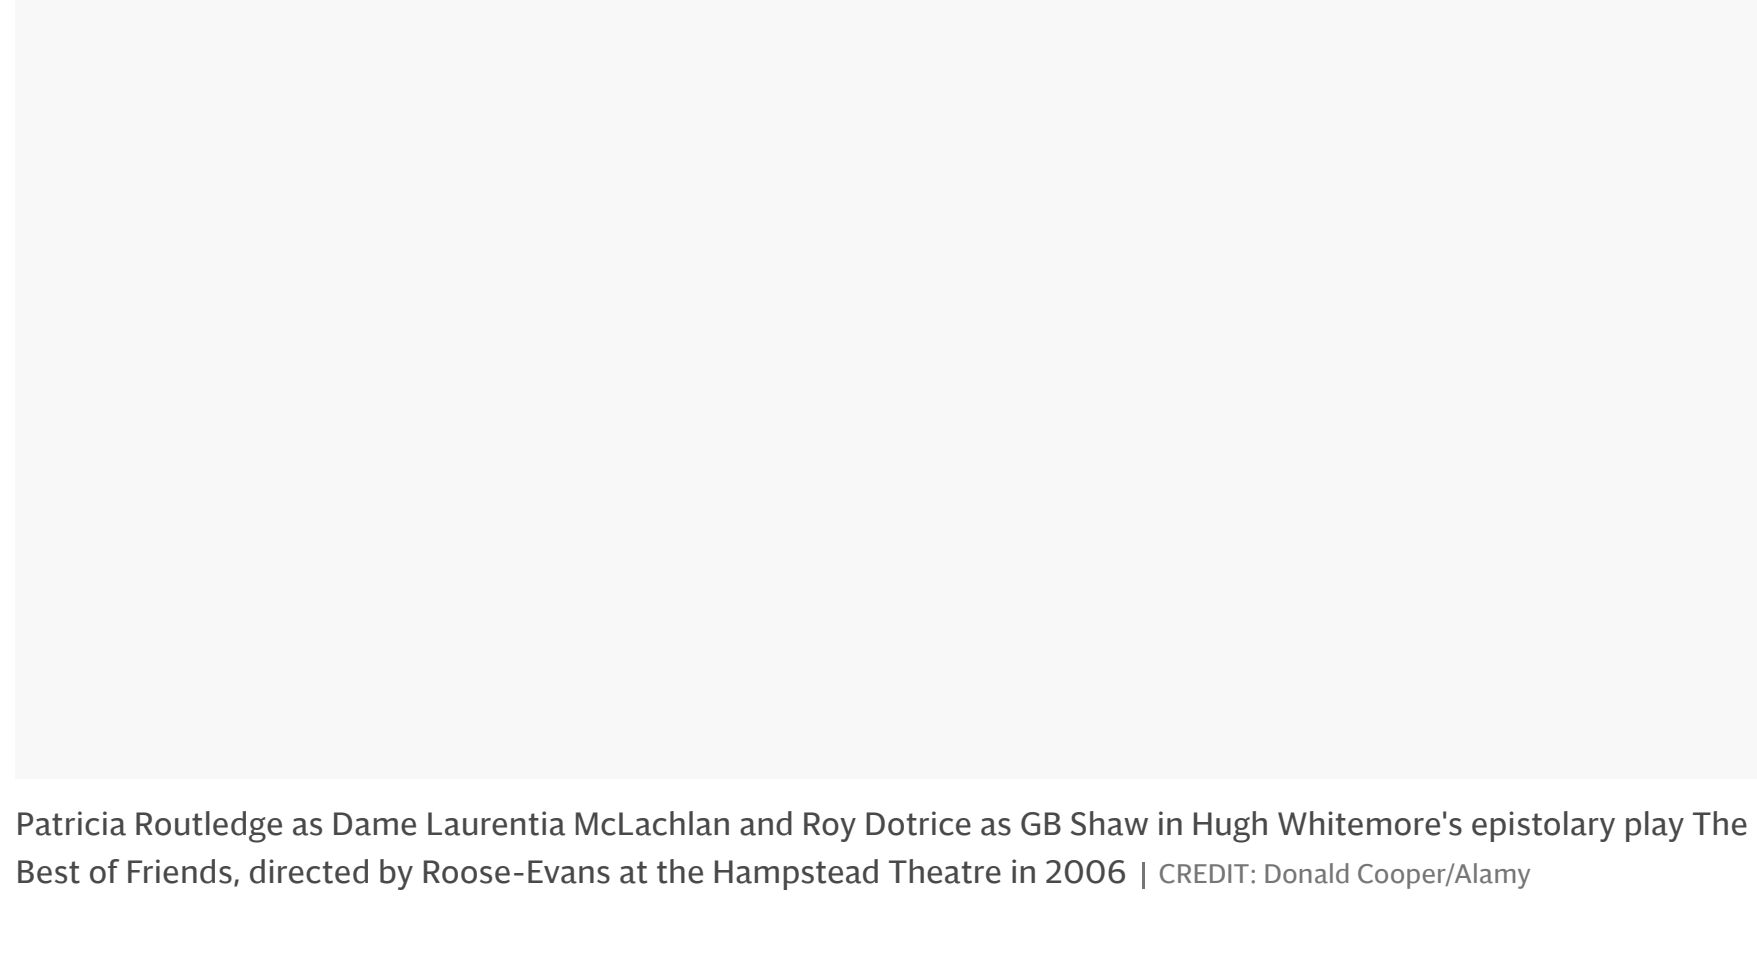 Patricia Routledge as Dame Laurentia McLachlan and Roy Dotrice as GB Shaw in Hugh Whitemore's epistolary play The
Best of Friends, directed by Roose-Evans at the Hampstead Theatre in 2006 | CREDIT: Donald Cooper/Alamy